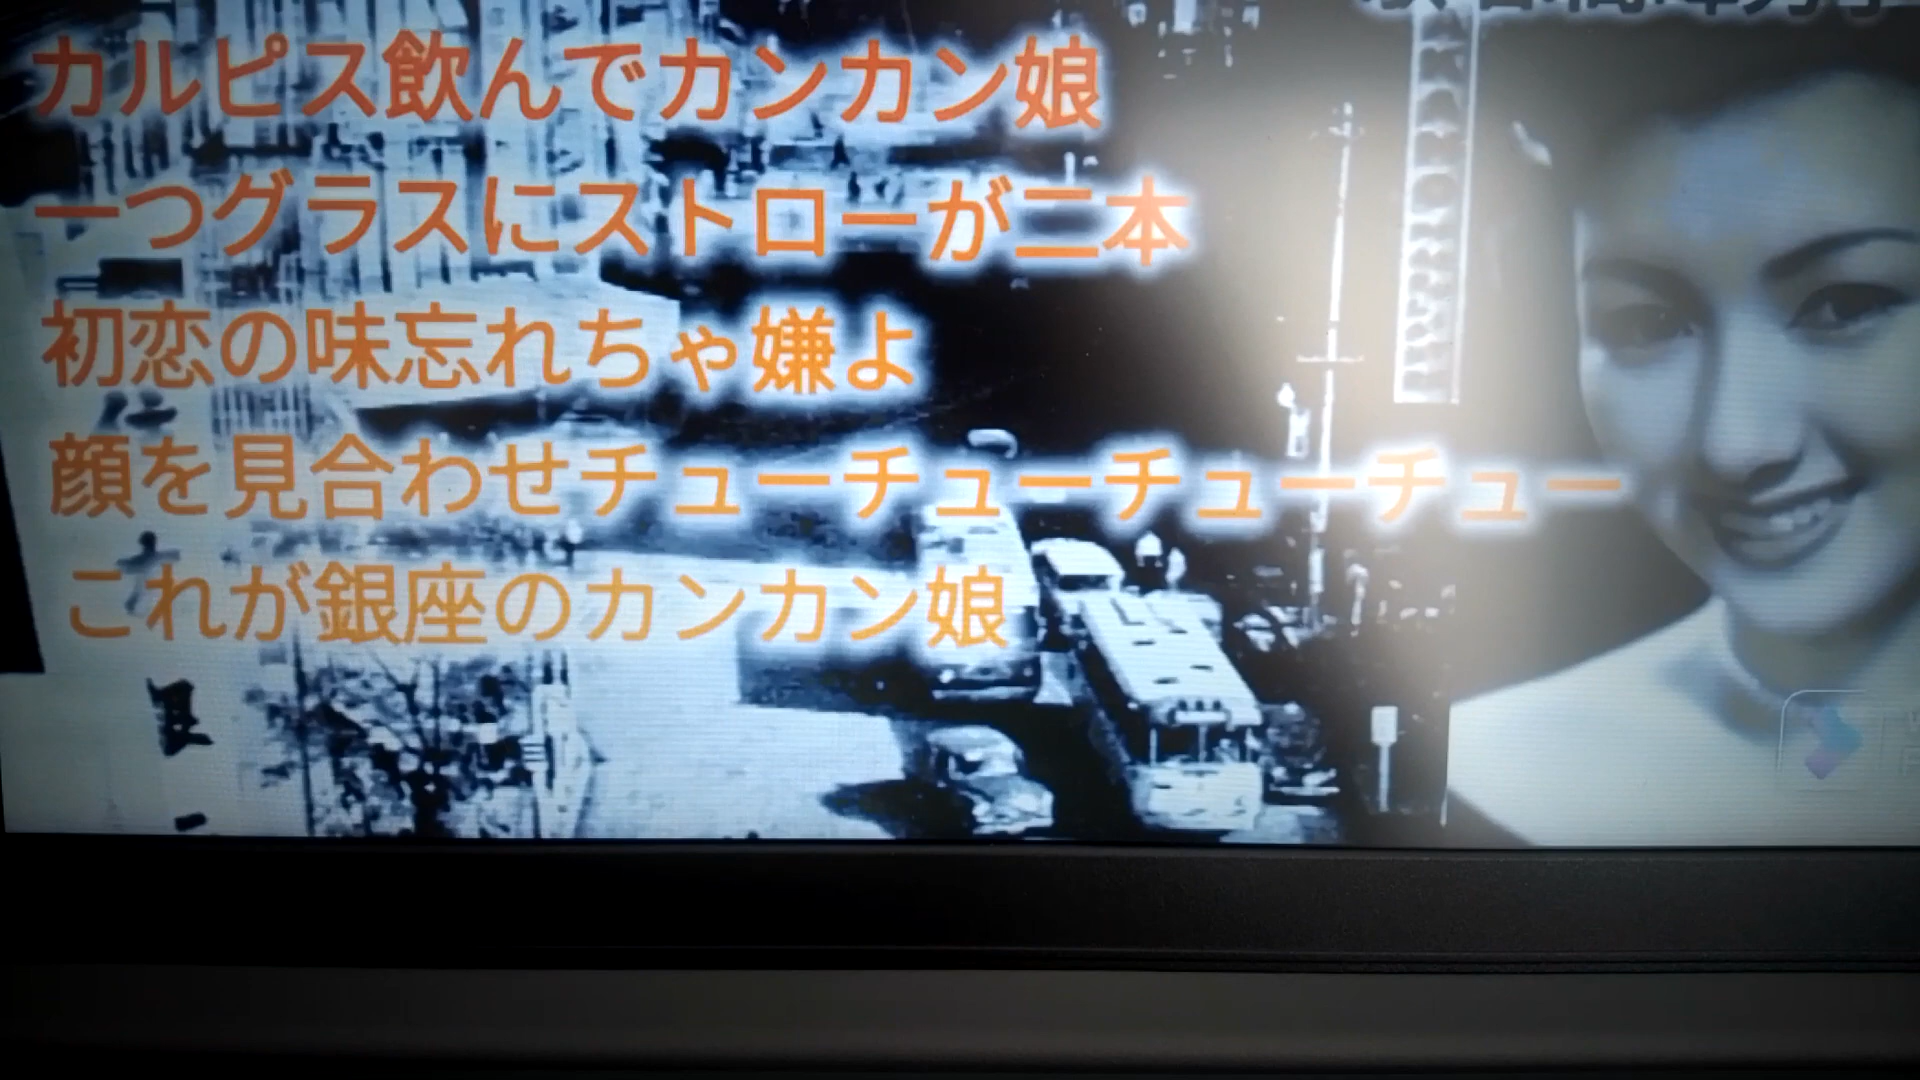 カルピス飲んでカンカン娘
一つグラスにストローが二本
初恋の味忘れちゃ嫌よ
顔を見合わせチューチューチューチュー
これが銀座のカンカン娘